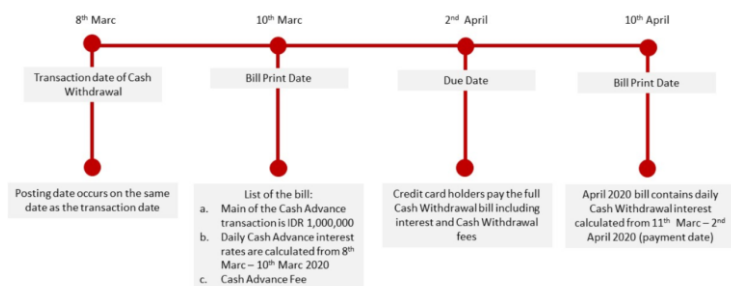 8th Marc
10th Marc
2nd April
10th April
Transaction date of Cash
Withdrawal
Bill Print Date
Due Date
Bill Print Date
Posting date occurs on the same
date as the transaction date
List of the bill:
a. Main of the Cash Advance
transaction is IDR 1,000,000
b. Daily Cash Advance interest
rates are calculated from 8th
Marc – 10th Marc 2020
c. Cash Advance Fee
Credit card holders pay the full
Cash Withdrawal bill including
interest and Cash Withdrawal
fees
April 2020 bill contains daily
Cash Withdrawal interest
calculated from 11th Marc – 2nd
April 2020 (payment date)